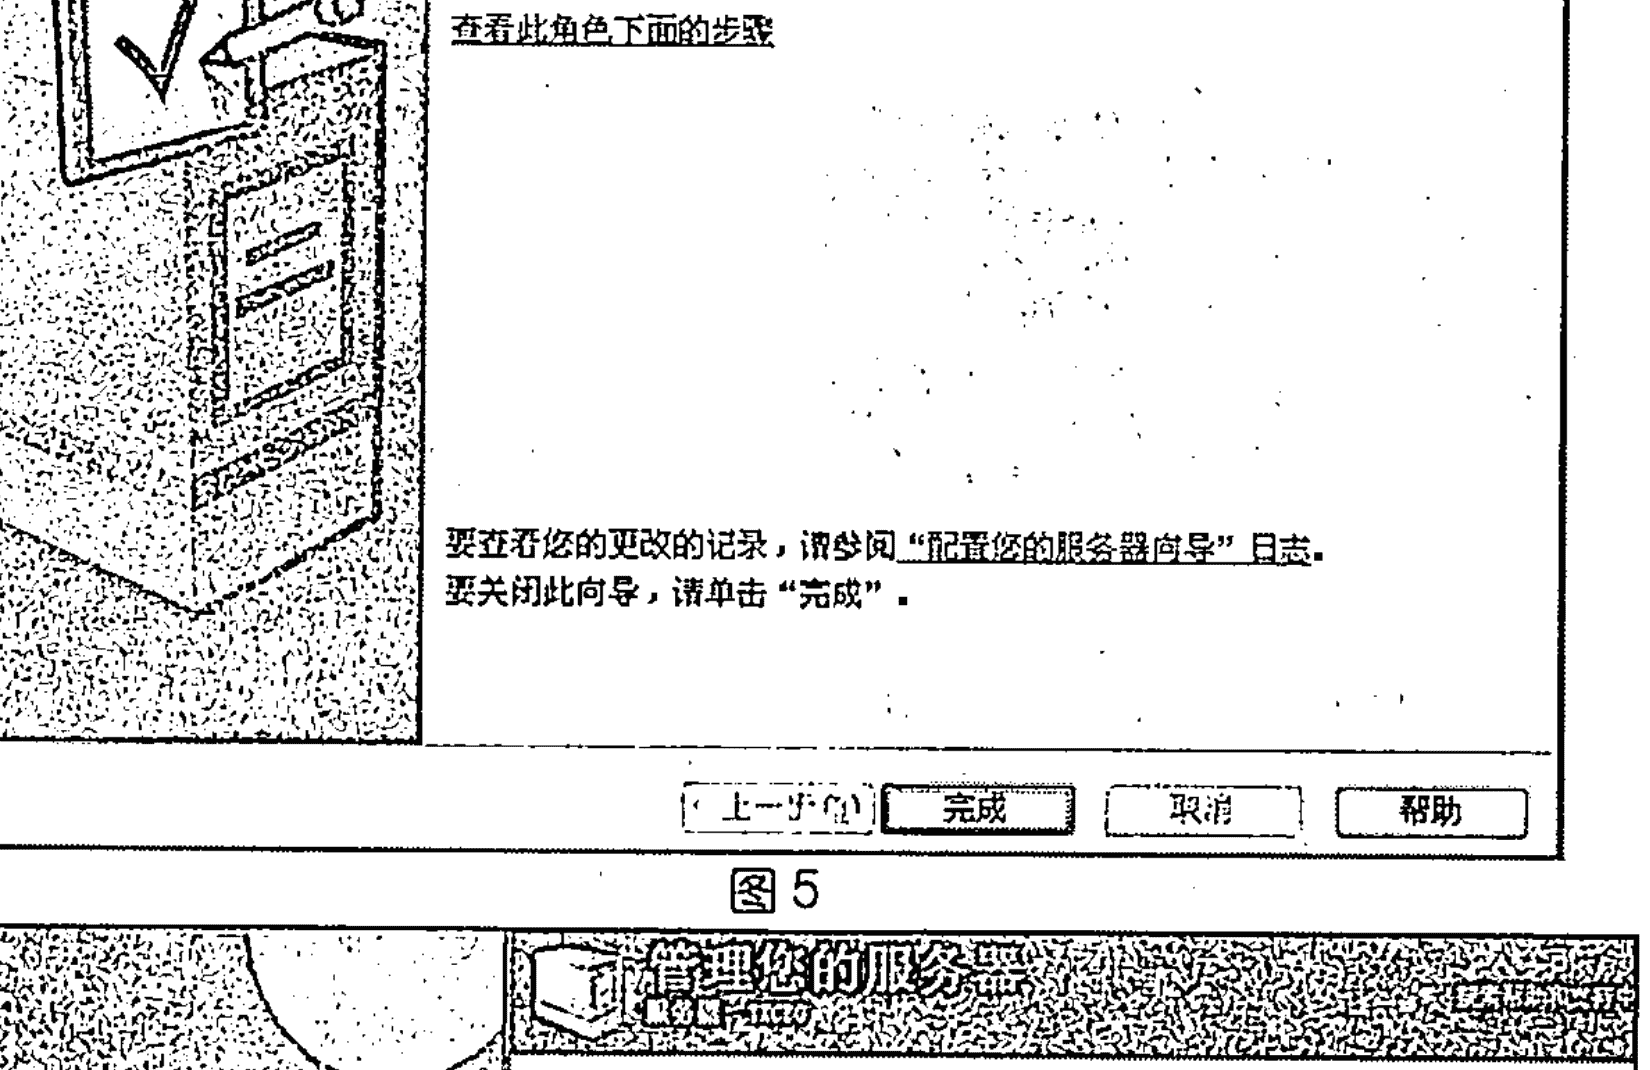 查看此角色下面的步骤
要查看您的更改的记录，请参阅“配置您的服务器向导”日志。
要关闭此向导，请单击“完成”。
完成
取消
帮助
图 5
管理您的服务器